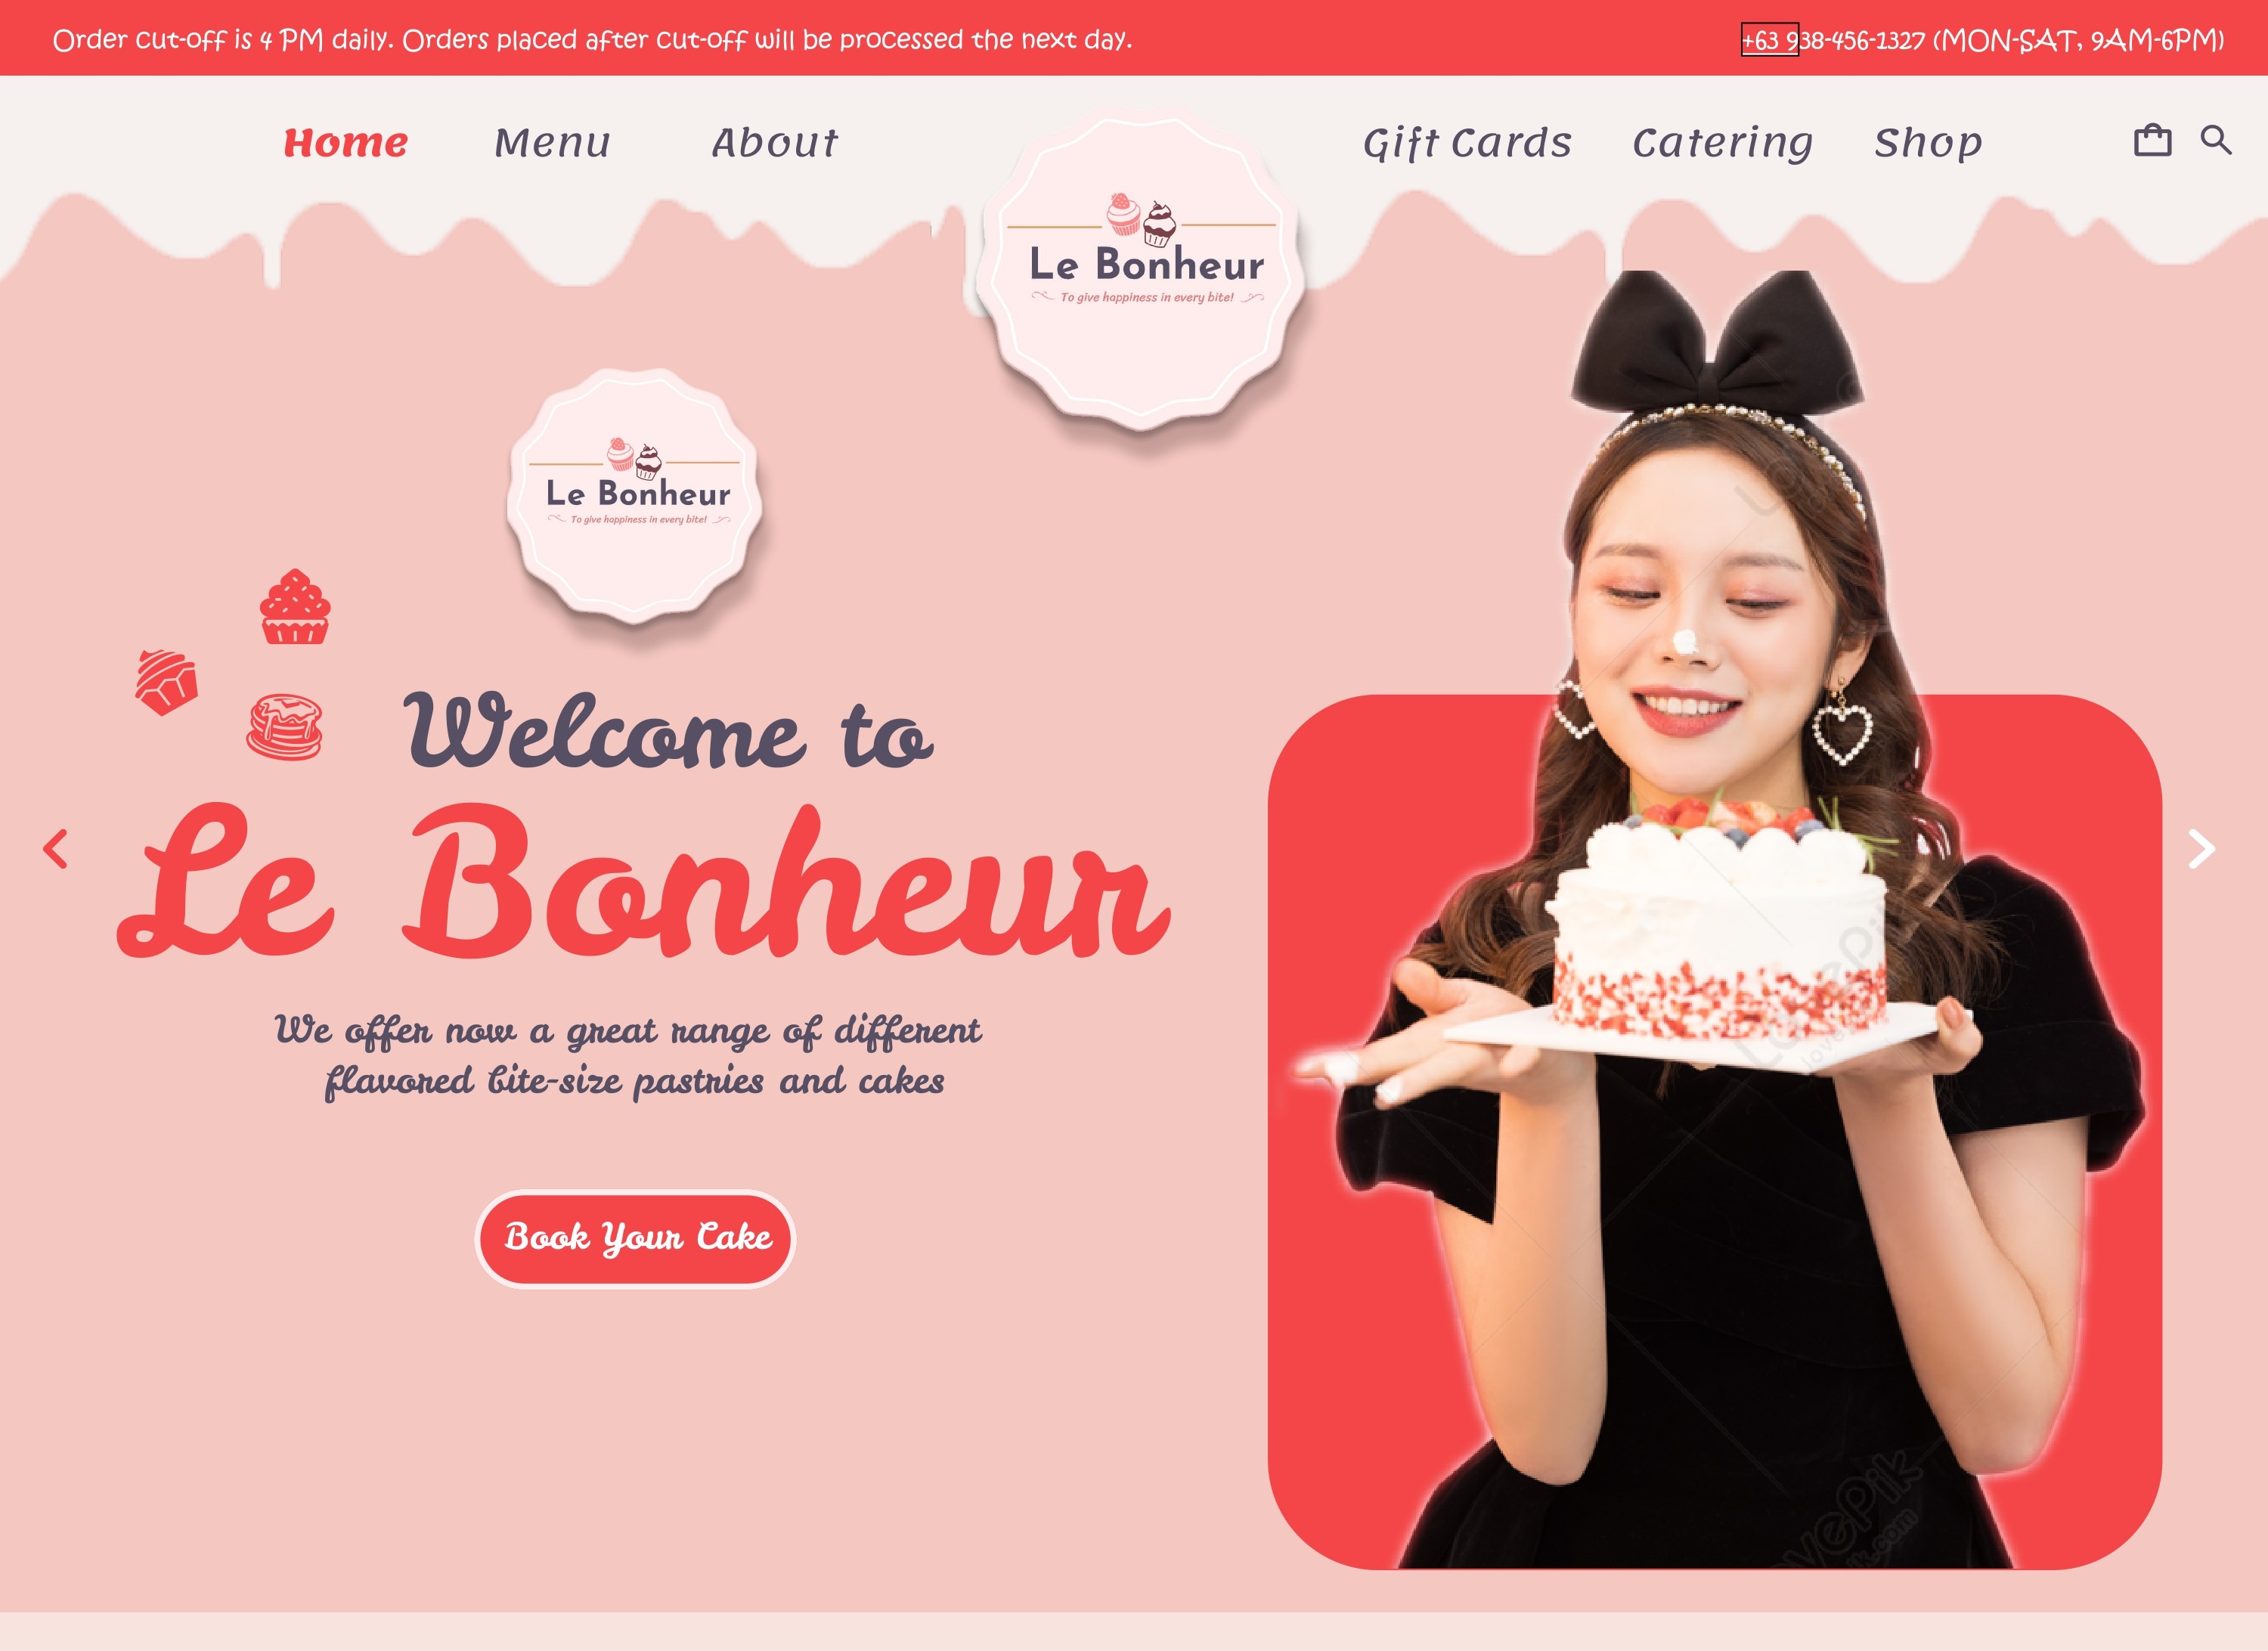 Order cut-off is 4 PM daily. Orders placed after cut-off will be processed the next day.
+63 938-456-1327 (MON-SAT, 9AM-6PM)
Home Menu About
Gift Cards Catering Shop
Le Bonheur
To give happiness in every bite!
Le Bonheur
To give happiness in every bite!
Welcome to
Le Bonheur
We offer now a great range of different
flavored bite-size pastries and cakes
Book Your Cake